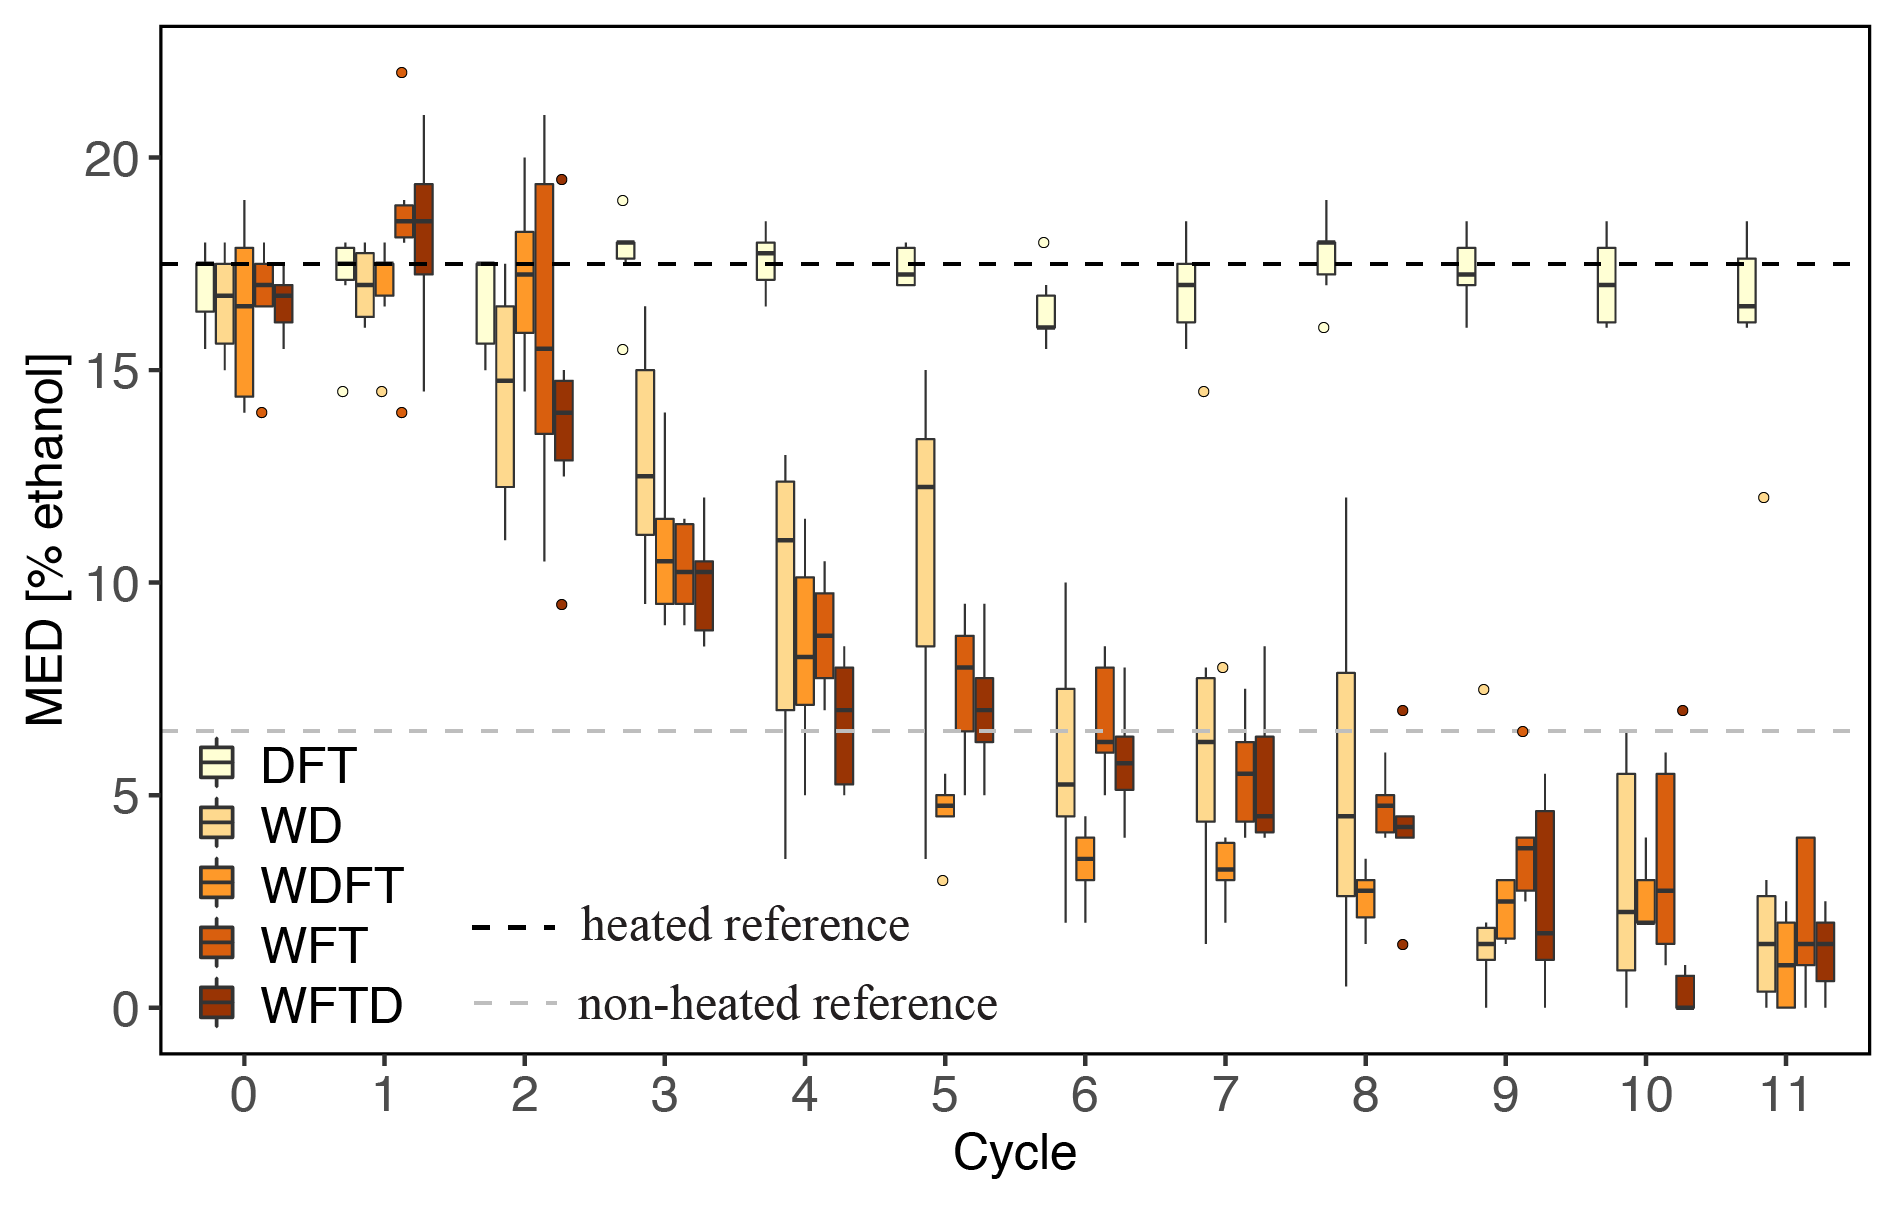 MED [% ethanol]
20
15
10
5
0
DFT
WD
WDFT
WFT
WFTD
heated reference
non-heated reference
0 1 2 3 4 5 6 7 8 9 10 11
Cycle